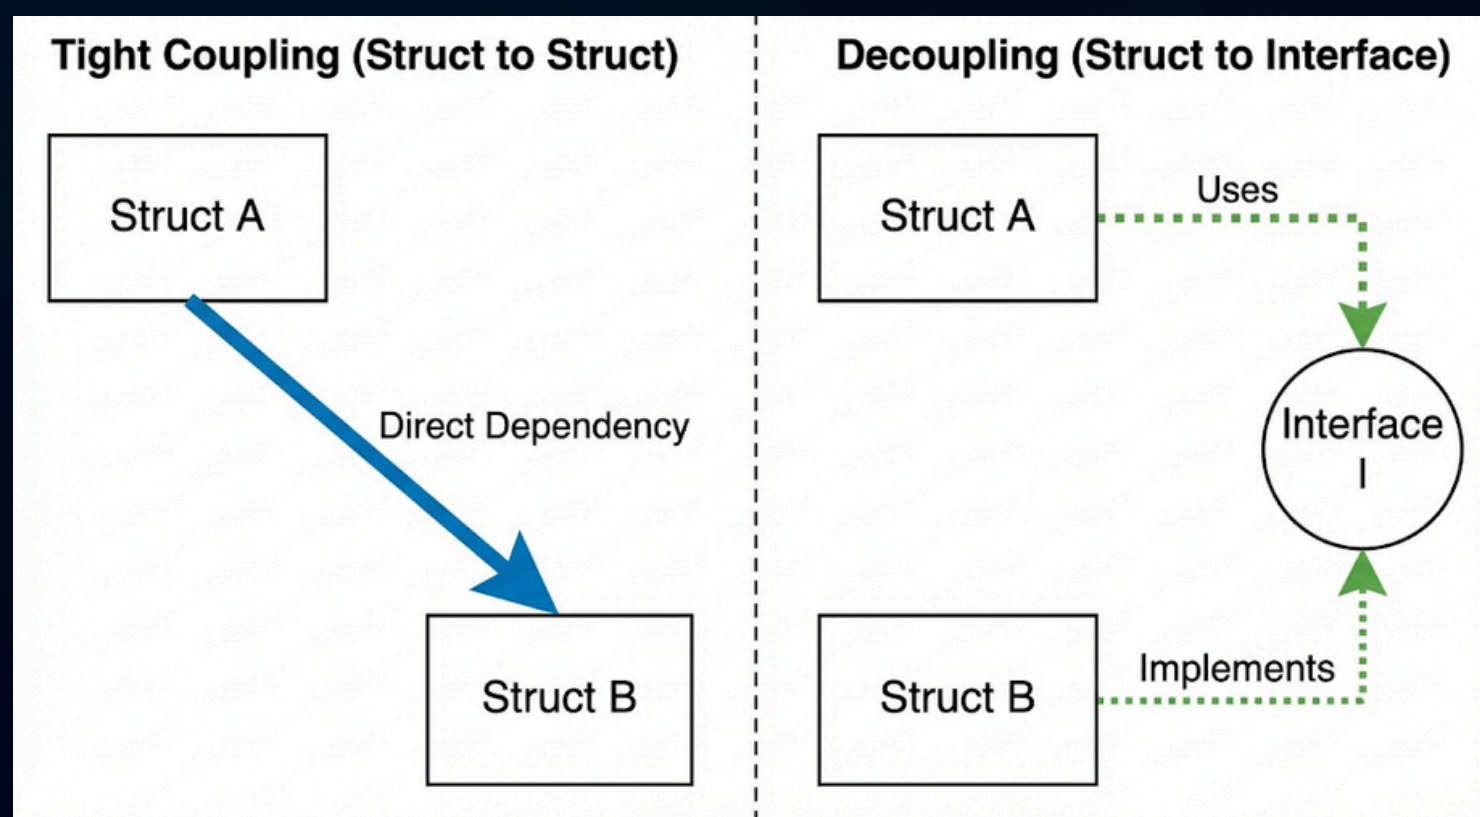 Tight Coupling (Struct to Struct)
Struct A
Direct Dependency
Struct B
Decoupling (Struct to Interface)
Struct A
Uses
Interface
I
Implements
Struct B